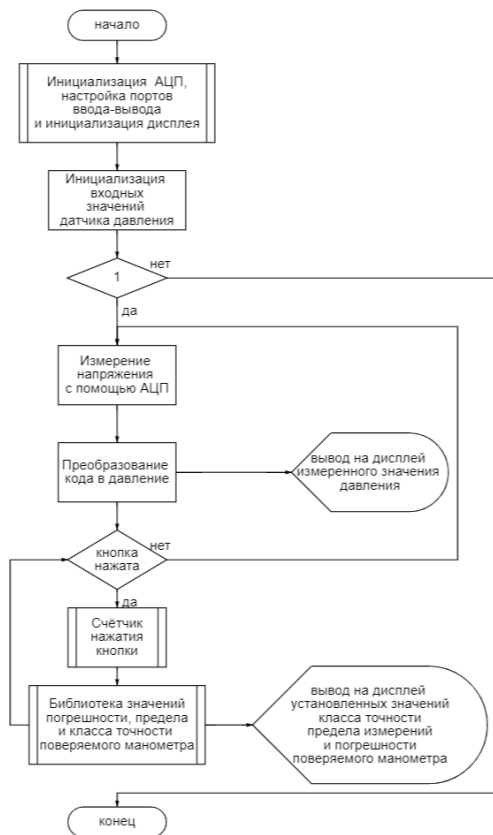 начало
Инициализация АЦП,
настройка портов
ввода-вывода
и инициализация дисплея
Инициализация
входных
значений
датчика давления
1
нет
да
Измерение
напряжения
с помощью АЦП
Преобразование
кода в давление
вывод на дисплей
измеренного значения
давления
кнопка
нажата
нет
да
Счётчик
нажатия
кнопки
Библиотека значений
погрешности, предела
и класса точности
поверяемого манометра
вывод на дисплей
установленных значений
класса точности
предела измерений
и погрешности
поверяемого манометра
конец